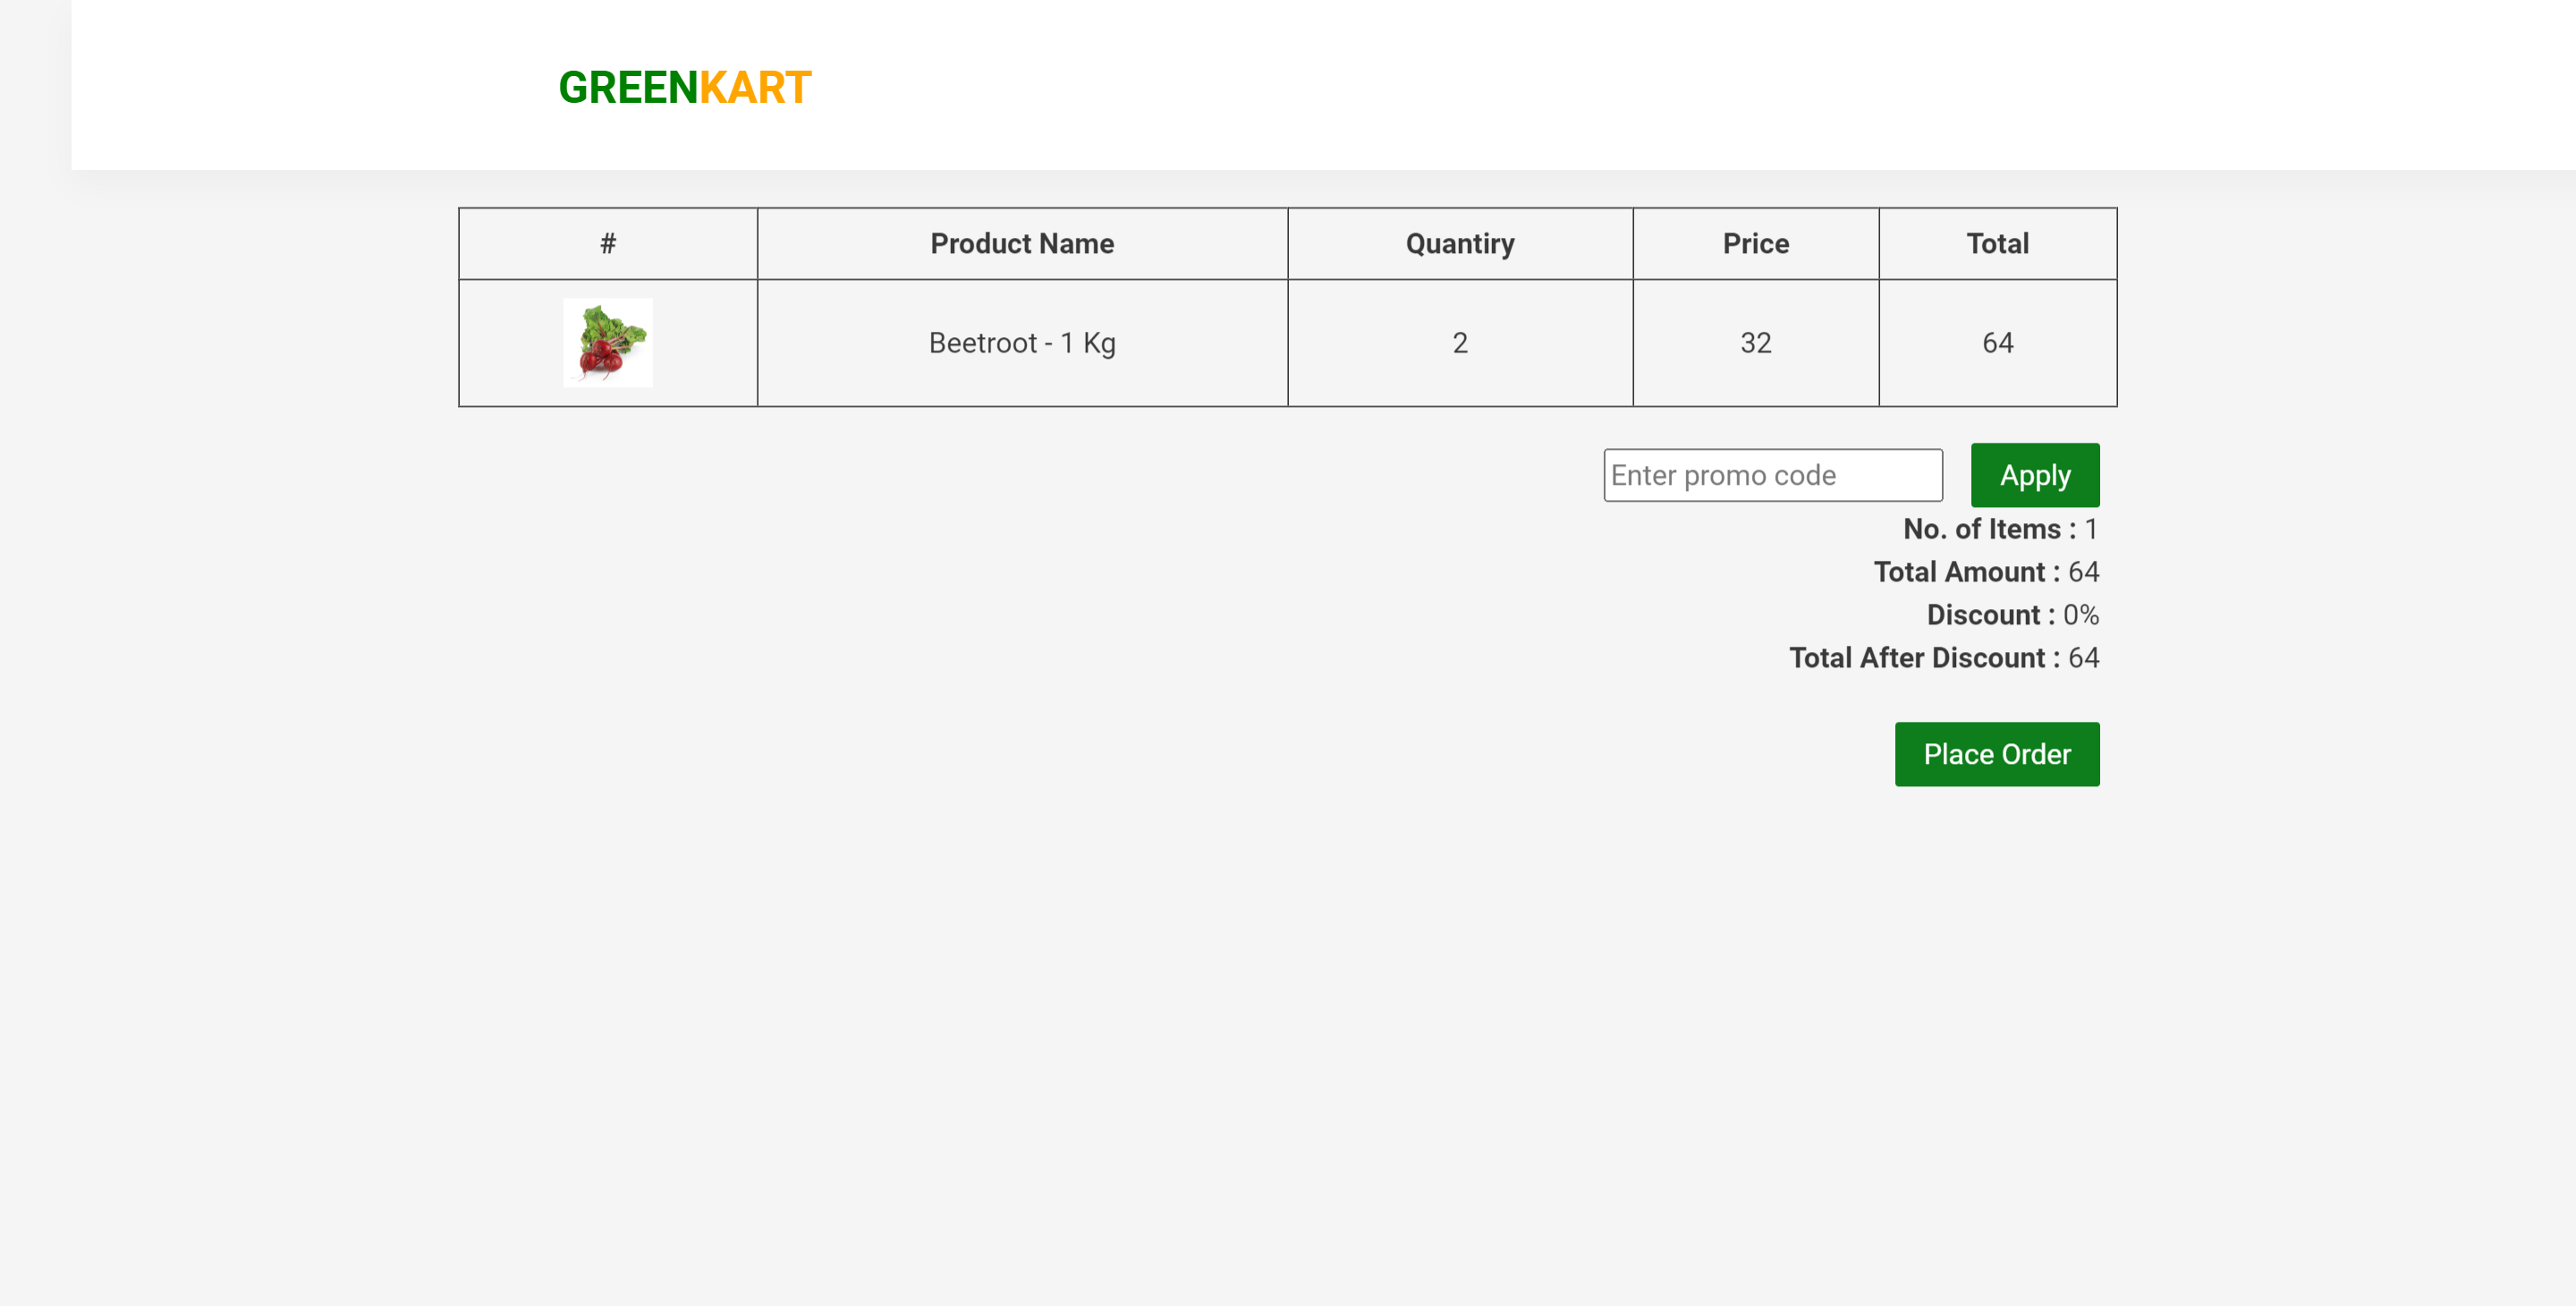 GREENKART
# Product Name Quantiry Price Total
Beetroot - 1 Kg 2 32 64
Enter promo code Apply
No. of Items : 1
Total Amount : 64
Discount : 0%
Total After Discount : 64
Place Order